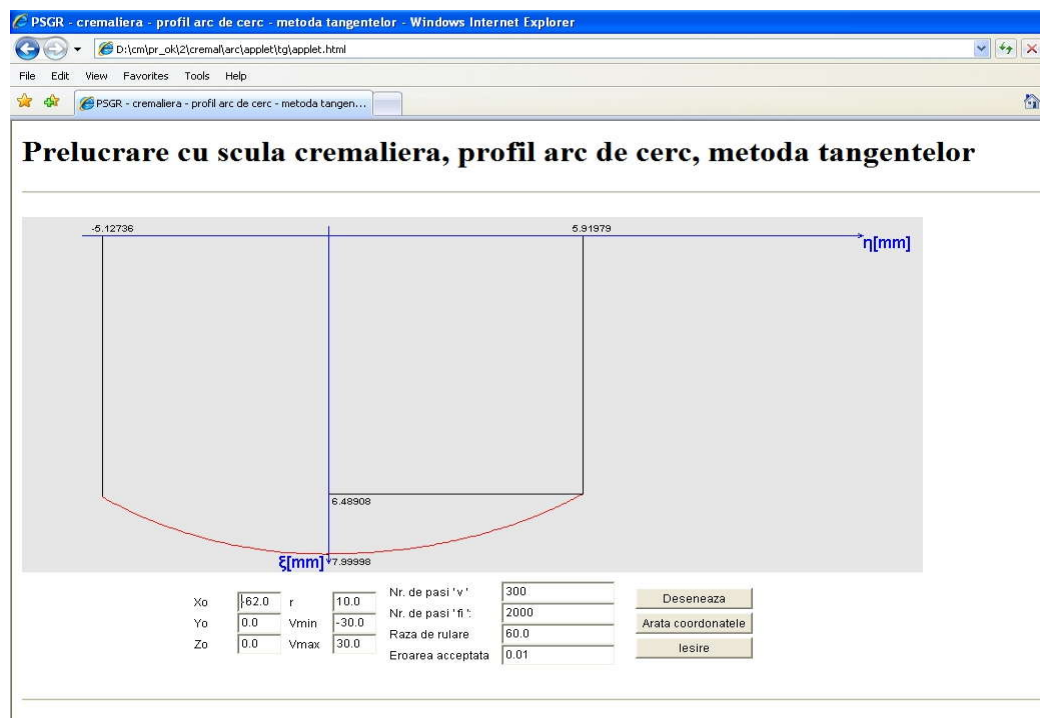 PSGR - cremaliera - profil arc de cerc - metoda tangentelor - Windows Internet Explorer
D:\cm\pr_ok\2\cremal\arc\applet\tg\applet.html
File Edit View Favorites Tools Help
PSGR - cremaliera - profil arc de cerc - metoda tangen...
Prelucrare cu scula cremaliera, profil arc de cerc, metoda tangentelor
-5.12736 5.91979
η[mm]
6.48908
ξ[mm] 7.99998
Xo -62.0 r 10.0 Nr. de pasi 'v' 300 Deseneaza
Yo 0.0 Vmin -30.0 Nr. de pasi 'fi': 2000 Arata coordonatele
Zo 0.0 Vmax 30.0 Raza de rulare 60.0 Iesire
Eroarea acceptata 0.01